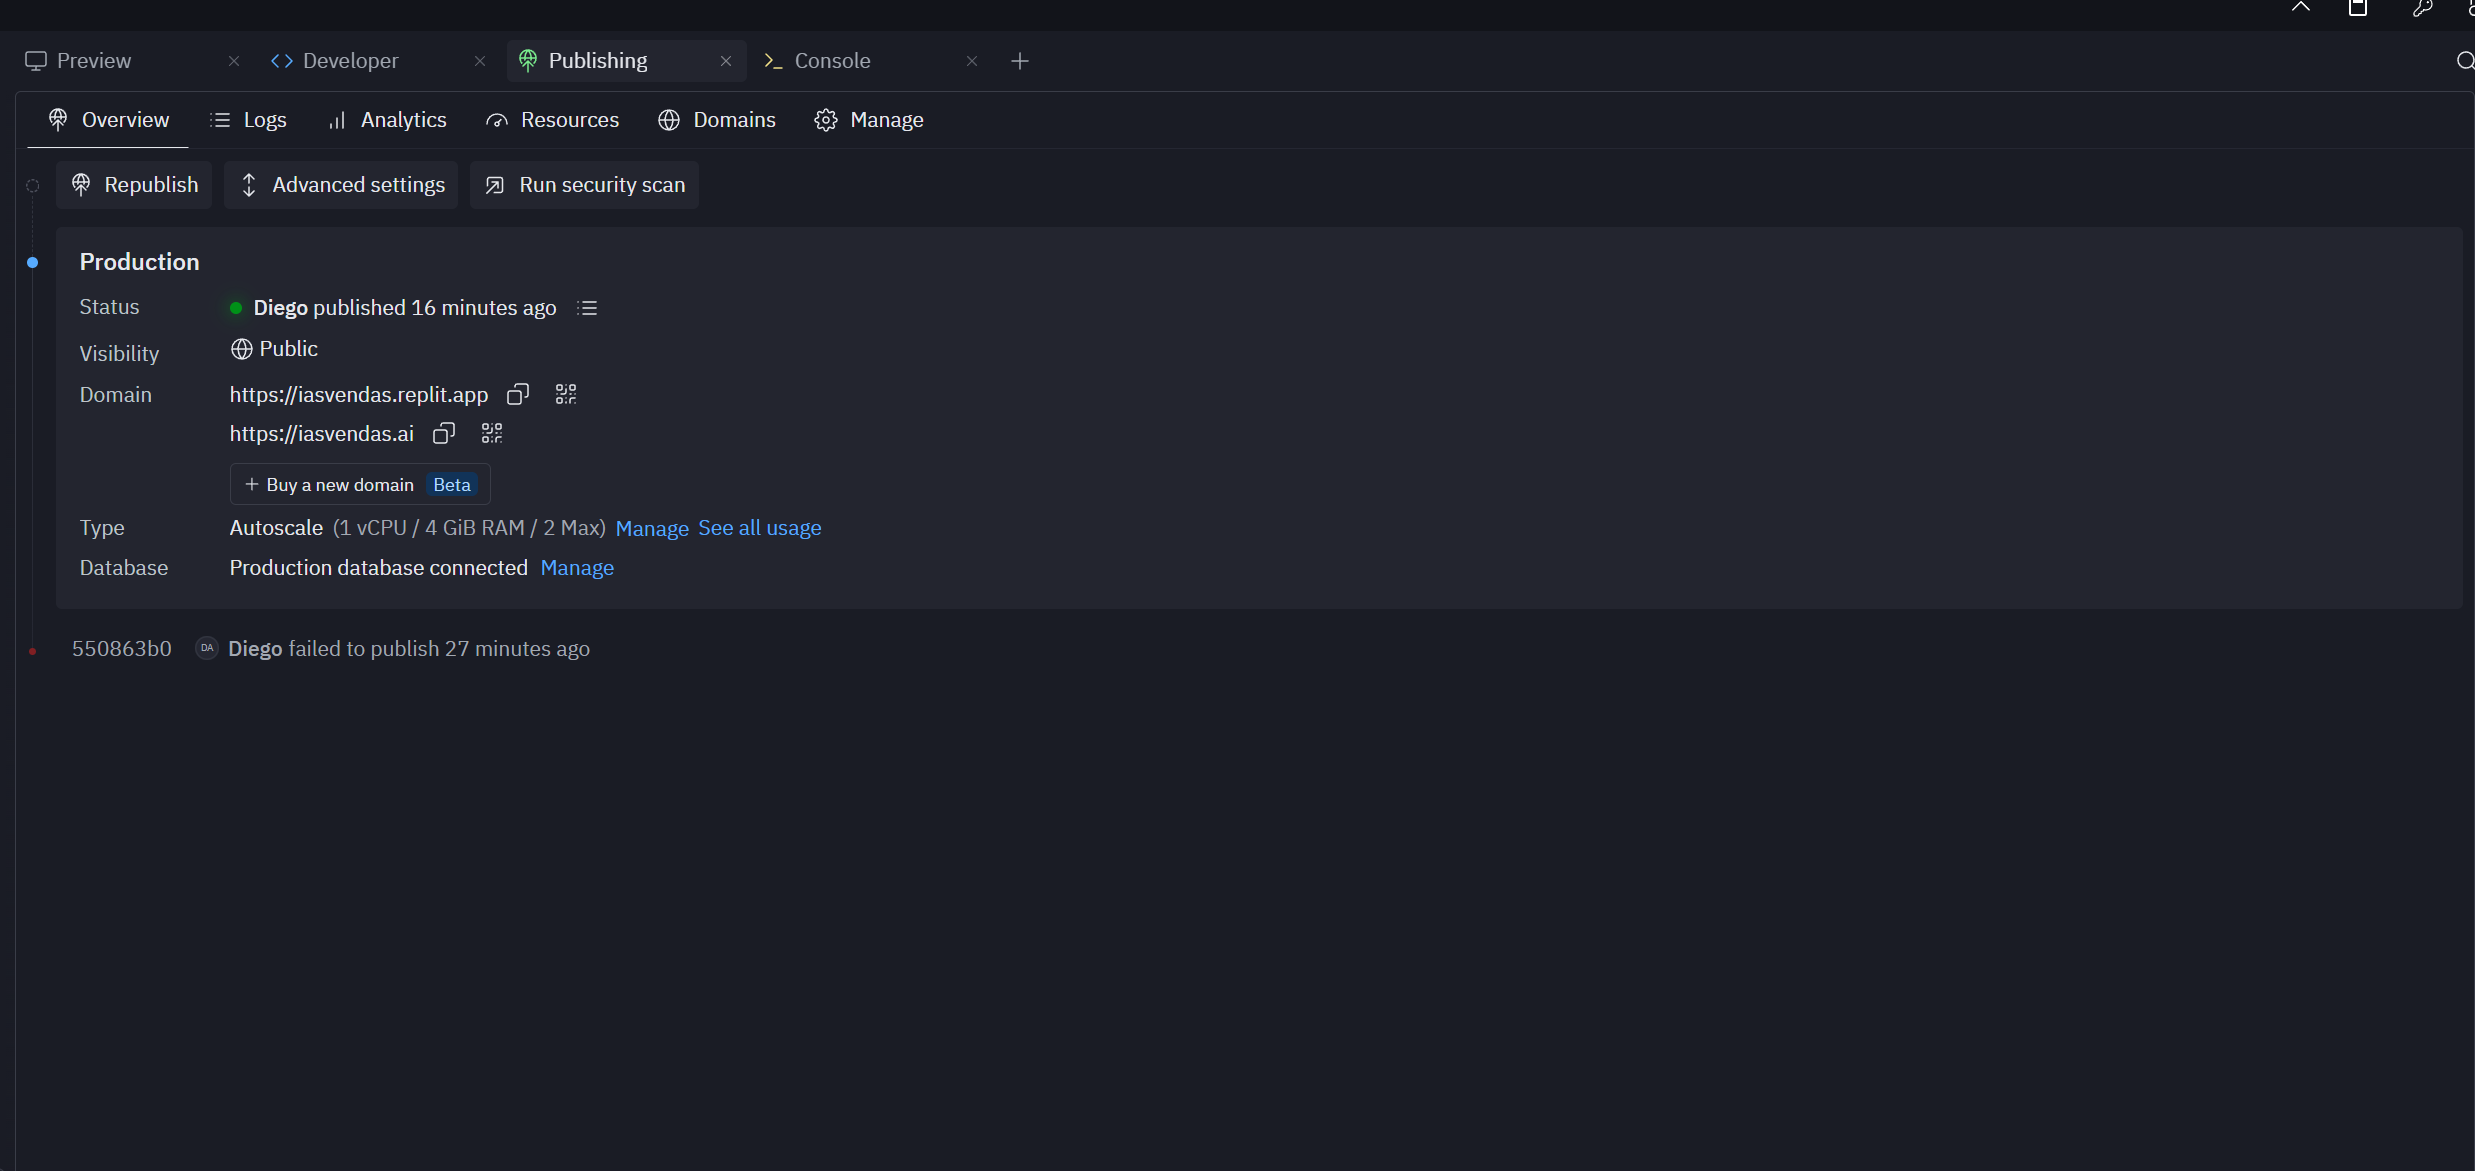 Preview Developer Publishing Console
Overview Logs Analytics Resources Domains Manage
Republish Advanced settings Run security scan
Production
Status Diego published 16 minutes ago
Visibility Public
Domain https://iasvendas.replit.app
https://iasvendas.ai
+ Buy a new domain Beta
Type Autoscale (1 vCPU / 4 GiB RAM / 2 Max) Manage See all usage
Database Production database connected Manage
550863b0 DA Diego failed to publish 27 minutes ago